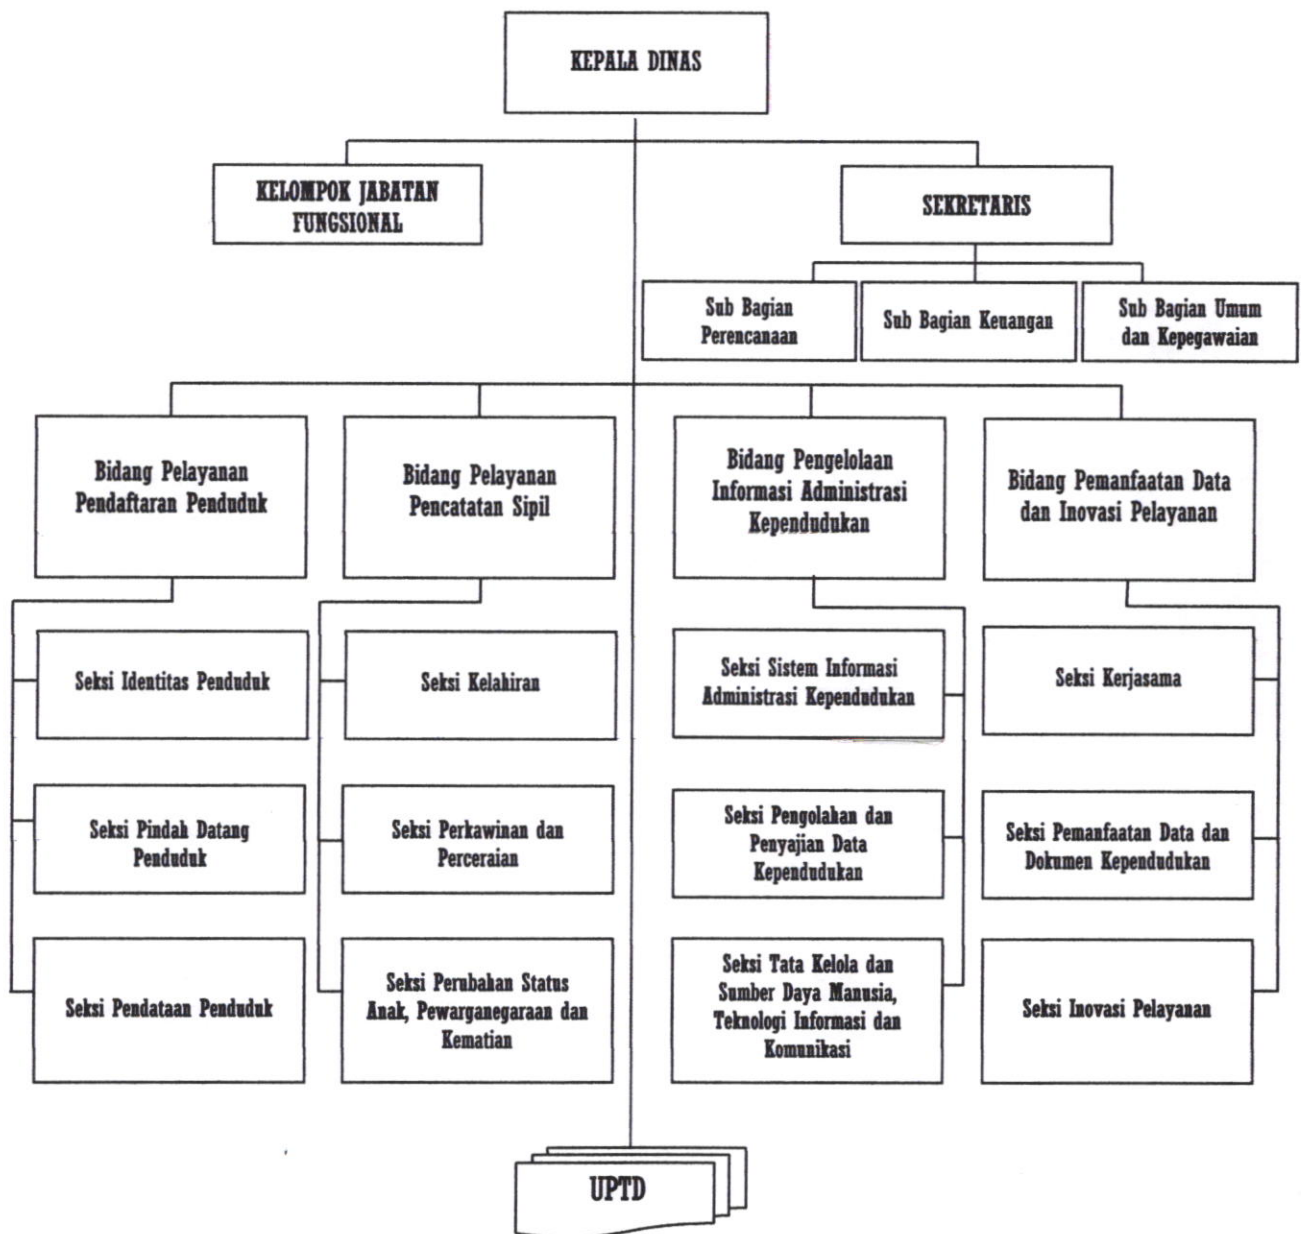 KEPALA DINAS
KELOMPOK JABATAN
FUNGSIONAL
SEKRETARIS
Sub Bagian
Perencanaan
Sub Bagian Keuangan
Sub Bagian Umum
dan Kepegawaian
Bidang Pelayanan
Pendaftaran Penduduk
Bidang Pelayanan
Pencatatan Sipil
Bidang Pengelolaan
Informasi Administrasi
Kependudukan
Bidang Pemanfaatan Data
dan Inovasi Pelayanan
Seksi Identitas Penduduk
Seksi Kelahiran
Seksi Sistem Informasi
Administrasi Kependudukan
Seksi Kerjasama
Seksi Pindah Datang
Penduduk
Seksi Perkawinan dan
Perceraian
Seksi Pengolahan dan
Penyajian Data
Kependudukan
Seksi Pemanfaatan Data dan
Dokumen Kependudukan
Seksi Pendataan Penduduk
Seksi Perubahan Status
Anak, Pewarganegaraan dan
Kematian
Seksi Tata Kelola dan
Sumber Daya Manusia,
Teknologi Informasi dan
Komunikasi
Seksi Inovasi Pelayanan
UPTD